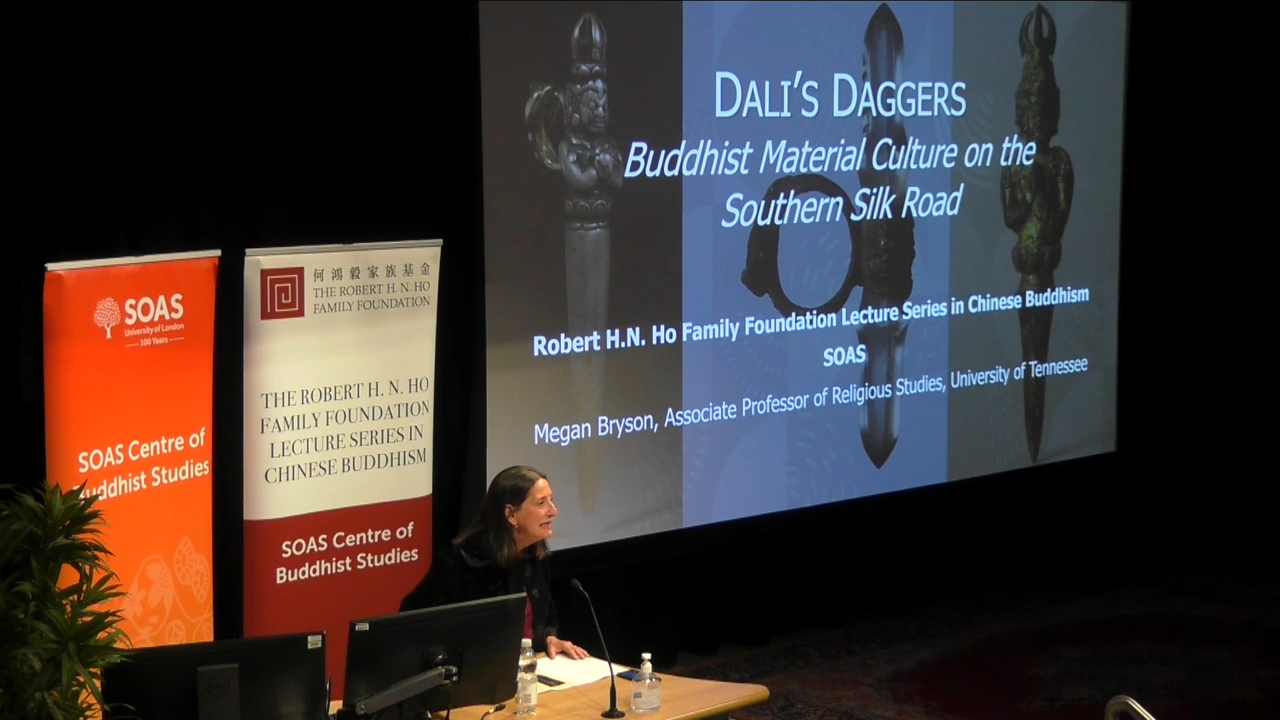 DALI'S DAGGERS
Buddhist Material Culture on the
Southern Silk Road
Robert H.N. Ho Family Foundation Lecture Series in Chinese Buddhism
SOAS
Megan Bryson, Associate Professor of Religious Studies, University of Tennessee
SOAS
University of London
100 Years
SOAS Centre of
Buddhist Studies
何鴻毅家族基金
THE ROBERT H. N. HO
FAMILY FOUNDATION
THE ROBERT H. N. HO
FAMILY FOUNDATION
LECTURE SERIES IN
CHINESE BUDDHISM
SOAS Centre of
Buddhist Studies